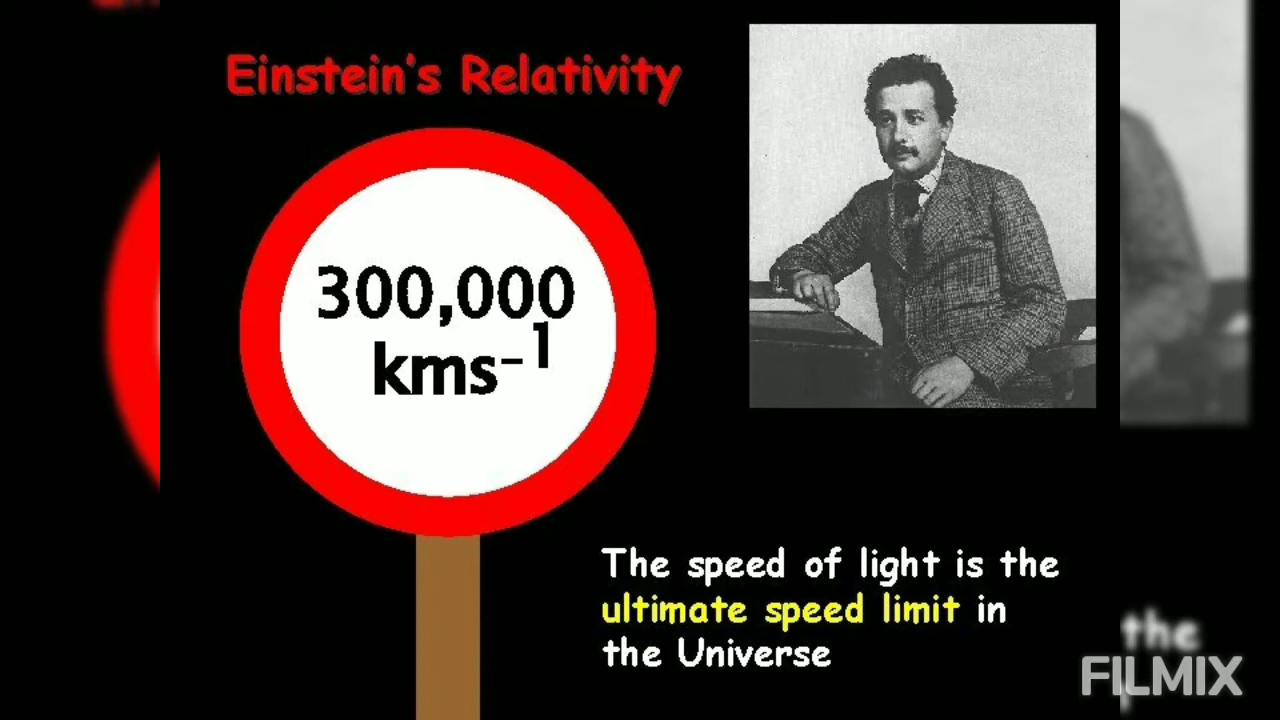 Einstein's Relativity
300,000
kms⁻¹
The speed of light is the
ultimate speed limit in
the Universe
the
FILMIX